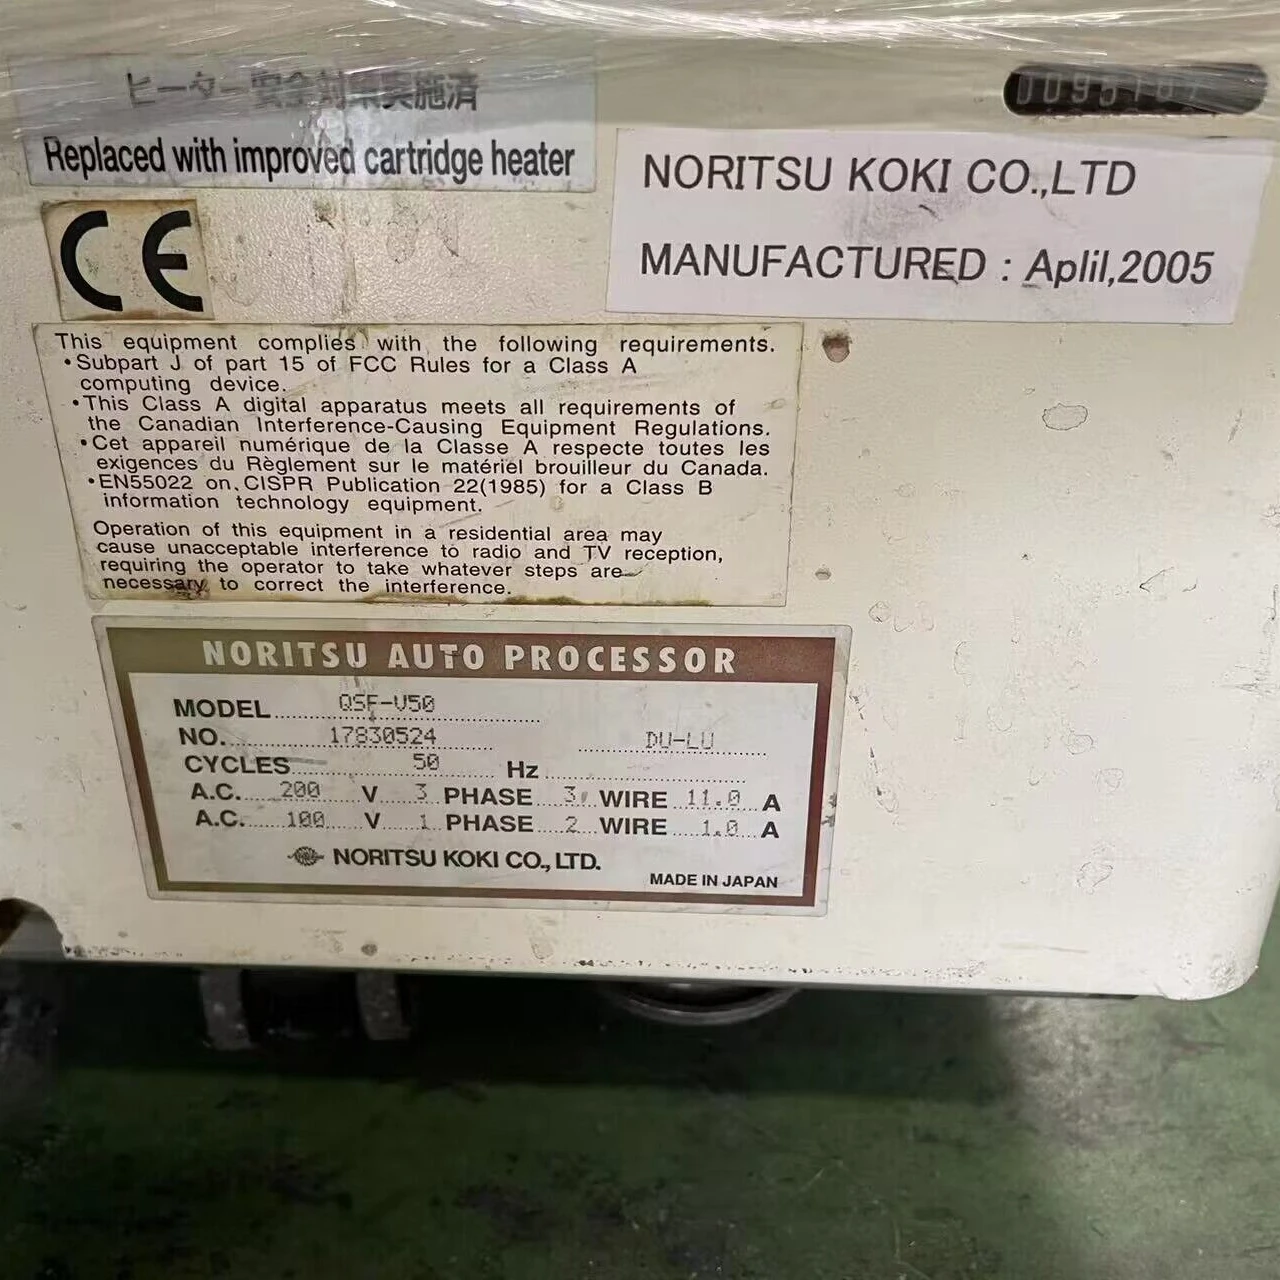 ヒーター安全対策実施済
Replaced with improved cartridge heater
NORITSU KOKI CO.,LTD
MANUFACTURED : Aplil,2005
CE
This equipment complies with the following requirements.
•Subpart J of part 15 of FCC Rules for a Class A
computing device.
•This Class A digital apparatus meets all requirements of
the Canadian Interference-Causing Equipment Regulations.
•Cet appareil numérique de la Classe A respecte toutes les
exigences du Règlement sur le matériel brouilleur du Canada.
•EN55022 on. CISPR Publication 22(1985) for a Class B
information technology equipment.
Operation of this equipment in a residential area may
cause unacceptable interference to radio and TV reception,
requiring the operator to take whatever steps are
necessary to correct the interference.
NORITSU AUTO PROCESSOR
MODEL QSF-V50
NO. 17830524 DU-LU
CYCLES 50 Hz
A.C. 200 V 3 PHASE 3 WIRE 11.0 A
A.C. 100 V 1 PHASE 2 WIRE 1.0 A
NORITSU KOKI CO., LTD.
MADE IN JAPAN